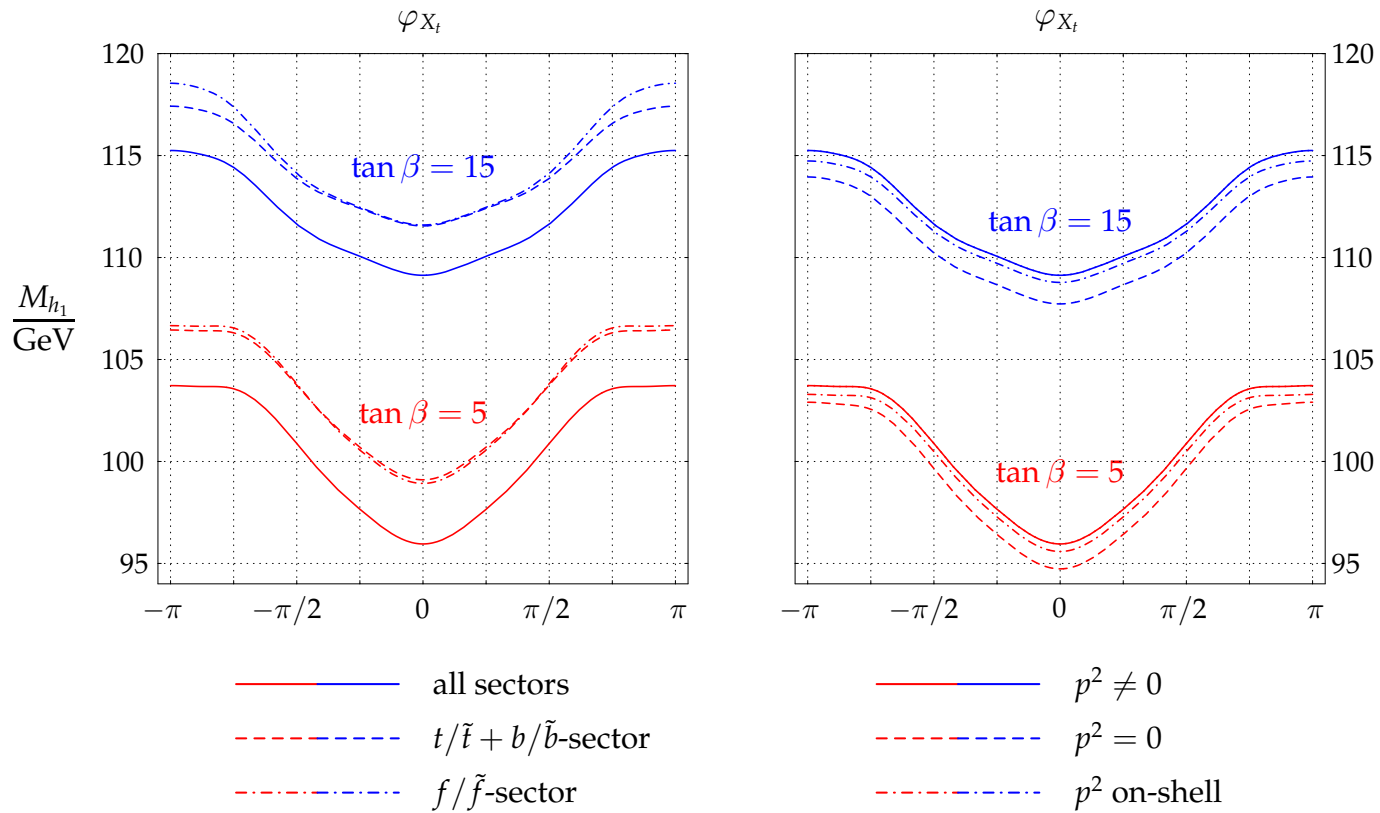 φ_{X_t}
φ_{X_t}
120
115
110
105
100
95
M_{h_1}
GeV
tan β = 15
tan β = 5
−π
−π/2
0
π/2
π
120
115
110
105
100
95
tan β = 15
tan β = 5
−π
−π/2
0
π/2
π
all sectors
t/t̃ + b/b̃-sector
f/f̃-sector
p² ≠ 0
p² = 0
p² on-shell